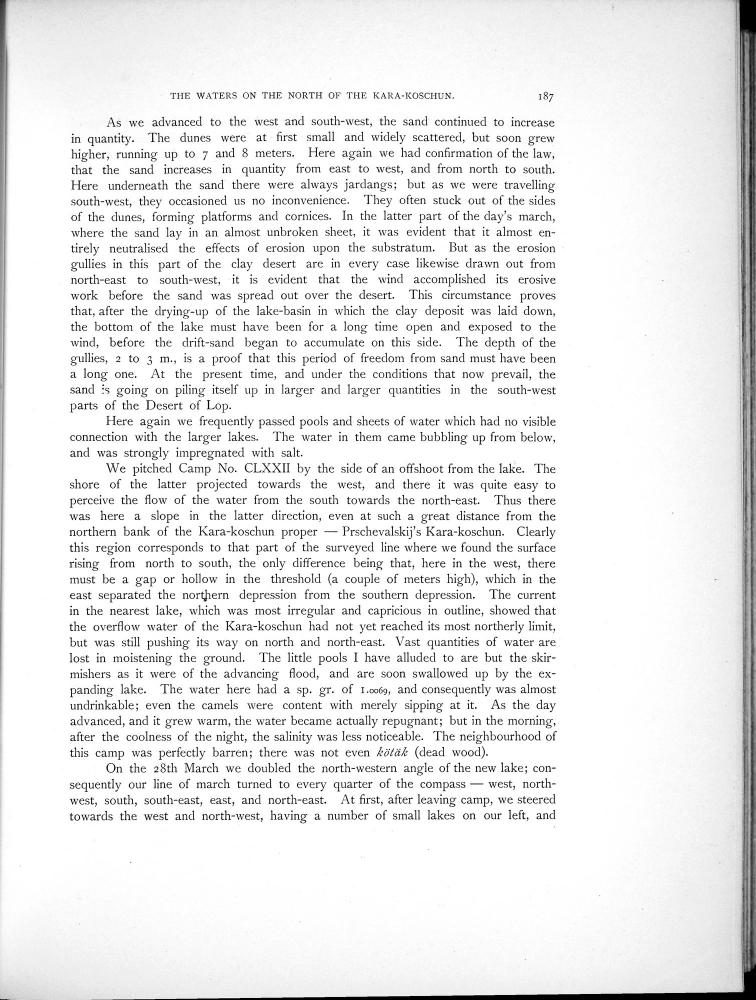 THE WATERS ON THE NORTH OF THE KARA-KOSCHUN. 187
As we advanced to the west and south-west, the sand continued to increase
in quantity. The dunes were at first small and widely scattered, but soon grew
higher, running up to 7 and 8 meters. Here again we had confirmation of the law,
that the sand increases in quantity from east to west, and from north to south.
Here underneath the sand there were always jardangs; but as we were travelling
south-west, they occasioned us no inconvenience. They often stuck out of the sides
of the dunes, forming platforms and cornices. In the latter part of the day's march,
where the sand lay in an almost unbroken sheet, it was evident that it almost en-
tirely neutralised the effects of erosion upon the substratum. But as the erosion
gullies in this part of the clay desert are in every case likewise drawn out from
north-east to south-west, it is evident that the wind accomplished its erosive
work before the sand was spread out over the desert. This circumstance proves
that, after the drying-up of the lake-basin in which the clay deposit was laid down,
the bottom of the lake must have been for a long time open and exposed to the
wind, before the drift-sand began to accumulate on this side. The depth of the
gullies, 2 to 3 m., is a proof that this period of freedom from sand must have been
a long one. At the present time, and under the conditions that now prevail, the
sand is going on piling itself up in larger and larger quantities in the south-west
parts of the Desert of Lop.
Here again we frequently passed pools and sheets of water which had no visible
connection with the larger lakes. The water in them came bubbling up from below,
and was strongly impregnated with salt.
We pitched Camp No. CLXXII by the side of an offshoot from the lake. The
shore of the latter projected towards the west, and there it was quite easy to
perceive the flow of the water from the south towards the north-east. Thus there
was here a slope in the latter direction, even at such a great distance from the
northern bank of the Kara-koschun proper — Prschevalskij's Kara-koschun. Clearly
this region corresponds to that part of the surveyed line where we found the surface
rising from north to south, the only difference being that, here in the west, there
must be a gap or hollow in the threshold (a couple of meters high), which in the
east separated the northern depression from the southern depression. The current
in the nearest lake, which was most irregular and capricious in outline, showed that
the overflow water of the Kara-koschun had not yet reached its most northerly limit,
but was still pushing its way on north and north-east. Vast quantities of water are
lost in moistening the ground. The little pools I have alluded to are but the skir-
mishers as it were of the advancing flood, and are soon swallowed up by the ex-
panding lake. The water here had a sp. gr. of 1.0069, and consequently was almost
undrinkable; even the camels were content with merely sipping at it. As the day
advanced, and it grew warm, the water became actually repugnant; but in the morning,
after the coolness of the night, the salinity was less noticeable. The neighbourhood of
this camp was perfectly barren; there was not even kötäk (dead wood).
On the 28th March we doubled the north-western angle of the new lake; con-
sequently our line of march turned to every quarter of the compass — west, north-
west, south, south-east, east, and north-east. At first, after leaving camp, we steered
towards the west and north-west, having a number of small lakes on our left, and